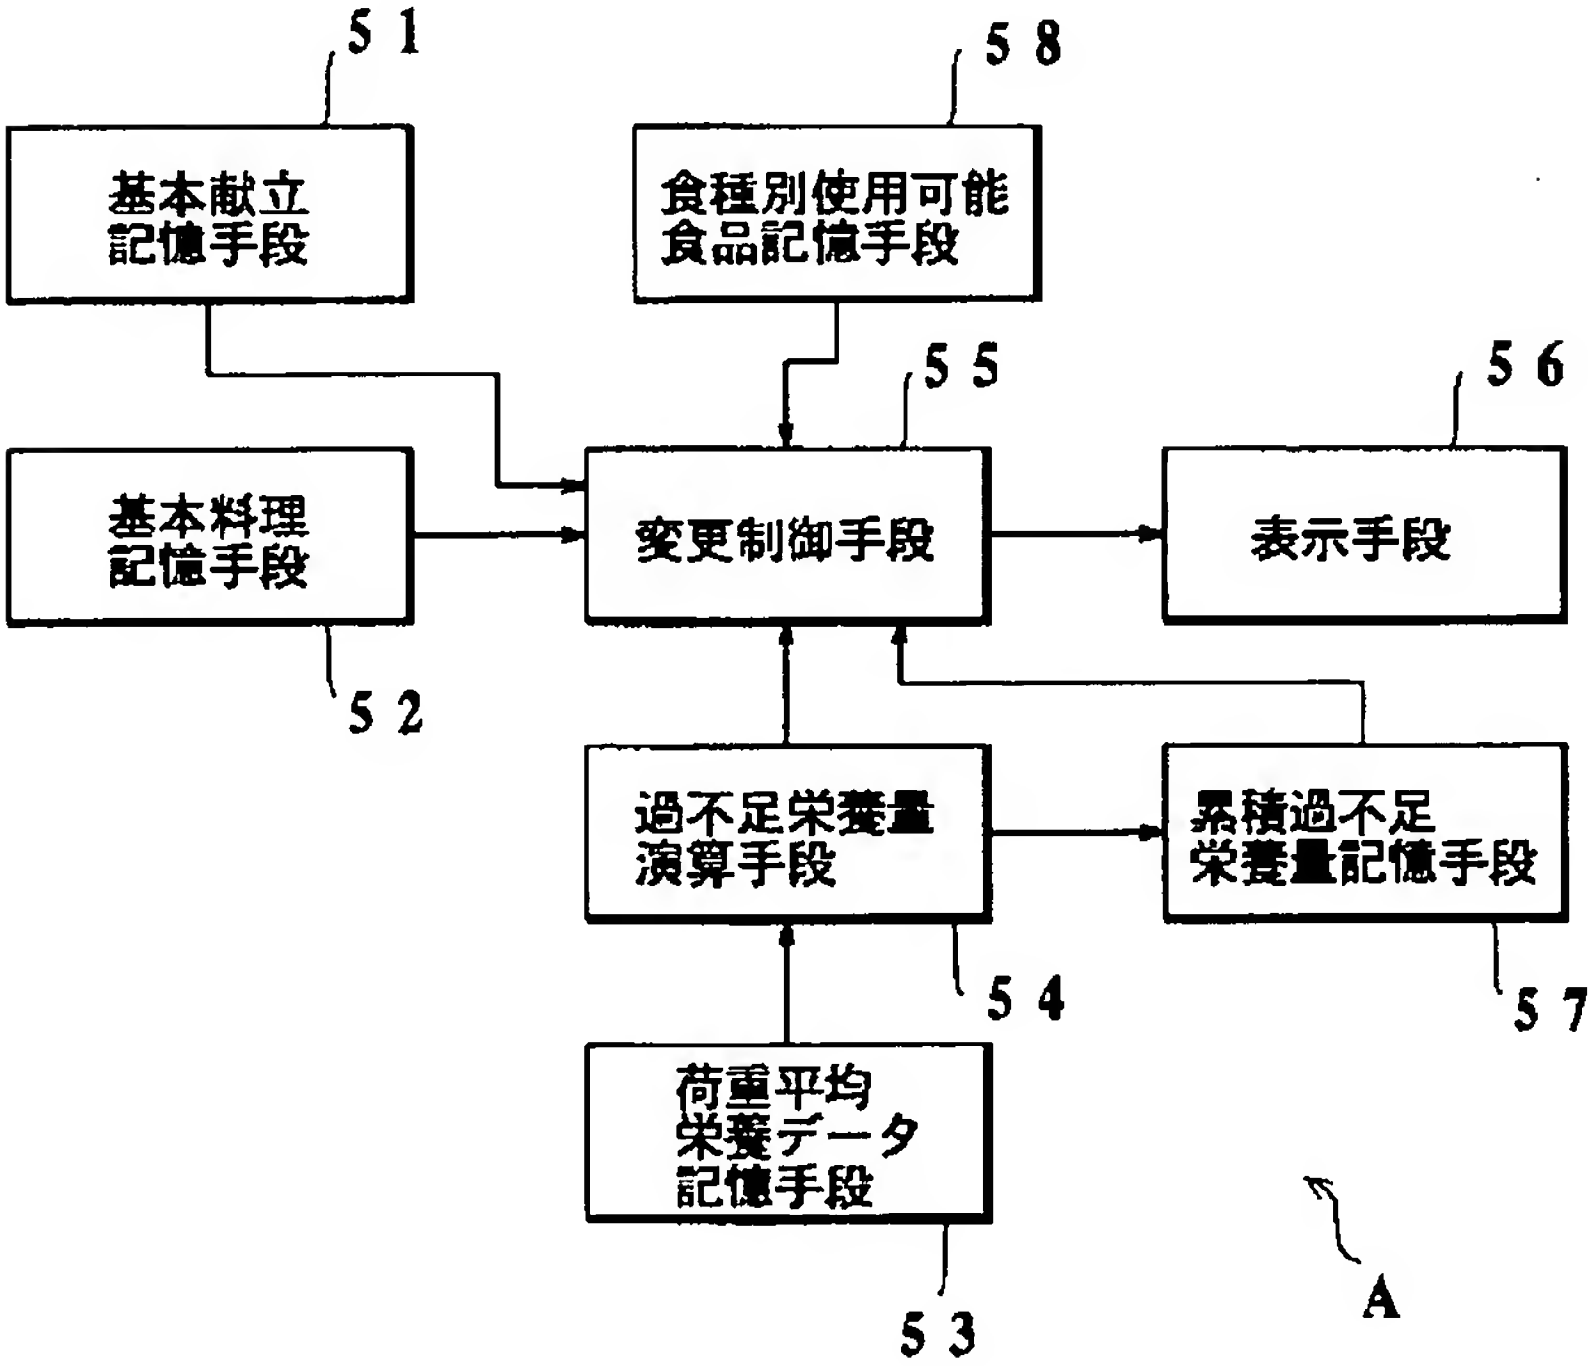 51
58
基本献立
記憶手段
食種別使用可能
食品記憶手段
55
56
基本料理
記憶手段
変更制御手段
表示手段
52
過不足栄養量
演算手段
累積過不足
栄養量記憶手段
54
57
荷重平均
栄養データ
記憶手段
53
A